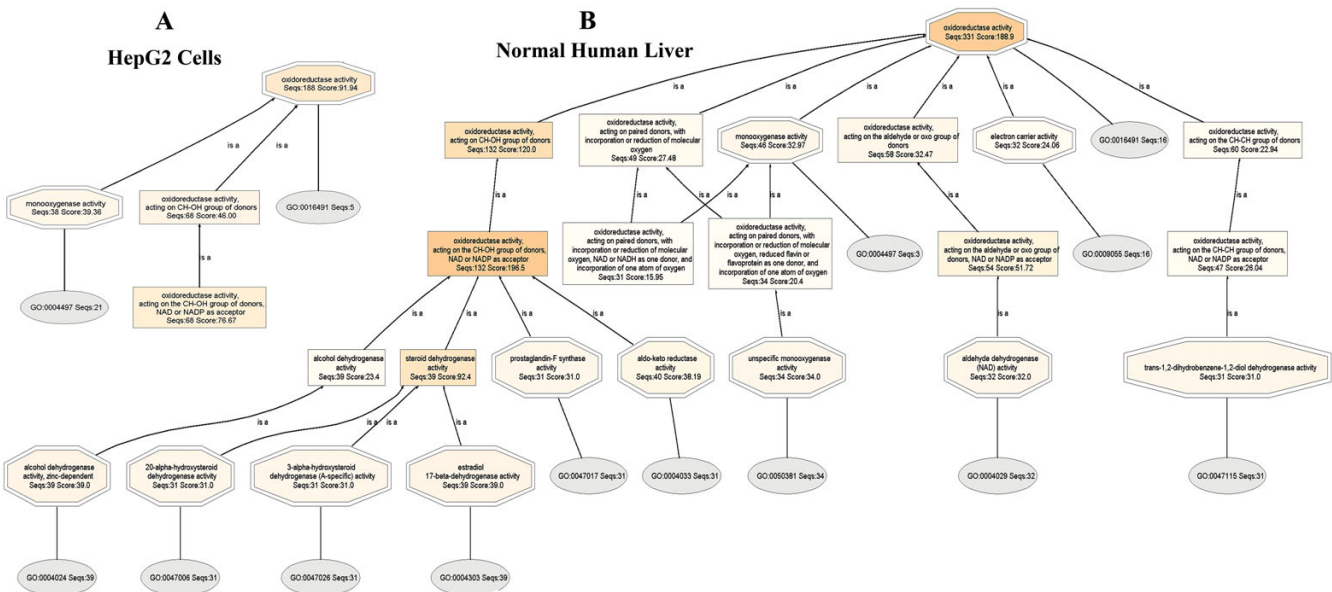 A
HepG2 Cells
oxidoreductase activity
Seqs:188 Score:91.94
is a
is a
is a
monooxygenase activity
Seqs:38 Score:39.36
oxidoreductase activity,
acting on CH-OH group of donors
Seqs:68 Score:46.00
GO:0016491 Seqs:5
is a
GO:0004497 Seqs:21
oxidoreductase activity,
acting on the CH-OH group of donors,
NAD or NADP as acceptor
Seqs:68 Score:76.67
B
Normal Human Liver
oxidoreductase activity
Seqs:331 Score:188.9
is a
is a
is a
is a
is a
is a
oxidoreductase activity,
acting on CH-OH group of donors
Seqs:132 Score:120.0
oxidoreductase activity,
acting on paired donors, with
incorporation or reduction of molecular
oxygen
Seqs:49 Score:27.48
monooxygenase activity
Seqs:46 Score:32.97
oxidoreductase activity,
acting on the aldehyde or oxo group of
donors
Seqs:58 Score:32.47
electron carrier activity
Seqs:32 Score:24.06
GO:0016491 Seqs:16
oxidoreductase activity,
acting on the CH-CH group of donors
Seqs:60 Score:22.94
is a
is a
is a
is a
is a
is a
is a
oxidoreductase activity,
acting on the CH-OH group of donors,
NAD or NADP as acceptor
Seqs:132 Score:196.5
oxidoreductase activity,
acting on paired donors, with
incorporation or reduction of molecular
oxygen, NAD or NADH as one donor, and
incorporation of one atom of oxygen
Seqs:31 Score:15.95
oxidoreductase activity,
acting on paired donors, with
incorporation or reduction of molecular
oxygen, reduced flavin or
flavoprotein as one donor, and
incorporation of one atom of oxygen
Seqs:34 Score:20.4
GO:0004497 Seqs:3
oxidoreductase activity,
acting on the aldehyde or oxo group of
donors, NAD or NADP as acceptor
Seqs:54 Score:51.72
GO:0009055 Seqs:16
oxidoreductase activity,
acting on the CH-CH group of donors,
NAD or NADP as acceptor
Seqs:47 Score:26.04
is a
is a
is a
is a
is a
is a
is a
alcohol dehydrogenase
activity
Seqs:39 Score:23.4
steroid dehydrogenase
activity
Seqs:39 Score:92.4
prostaglandin-F synthase
activity
Seqs:31 Score:31.0
aldo-keto reductase
activity
Seqs:40 Score:38.19
unspecific monooxygenase
activity
Seqs:34 Score:34.0
aldehyde dehydrogenase
(NAD) activity
Seqs:32 Score:32.0
trans-1,2-dihydrobenzene-1,2-diol dehydrogenase activity
Seqs:31 Score:31.0
is a
is a
is a
is a
alcohol dehydrogenase
activity, zinc-dependent
Seqs:39 Score:39.0
20-alpha-hydroxysteroid
dehydrogenase activity
Seqs:31 Score:31.0
3-alpha-hydroxysteroid
dehydrogenase (A-specific) activity
Seqs:31 Score:31.0
estradiol
17-beta-dehydrogenase activity
Seqs:39 Score:39.0
GO:0047017 Seqs:31
GO:0004033 Seqs:31
GO:0050381 Seqs:34
GO:0004029 Seqs:32
GO:0047115 Seqs:31
GO:0004024 Seqs:39
GO:0047006 Seqs:31
GO:0047026 Seqs:31
GO:0004303 Seqs:39